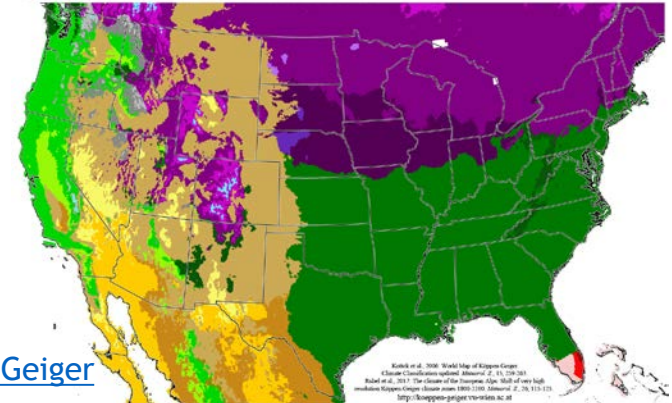 Geiger
Kottek et al., 2006: World Map of Köppen-Geiger
Climate Classification updated. Meteorol. Z., 15, 259-263
Rubel et al., 2017: The climate of the European Alps: Shift of very high
resolution Köppen-Geiger climate zones 1800-2100. Meteorol. Z., 26, 115-125.
http://koeppen-geiger.vu-wien.ac.at